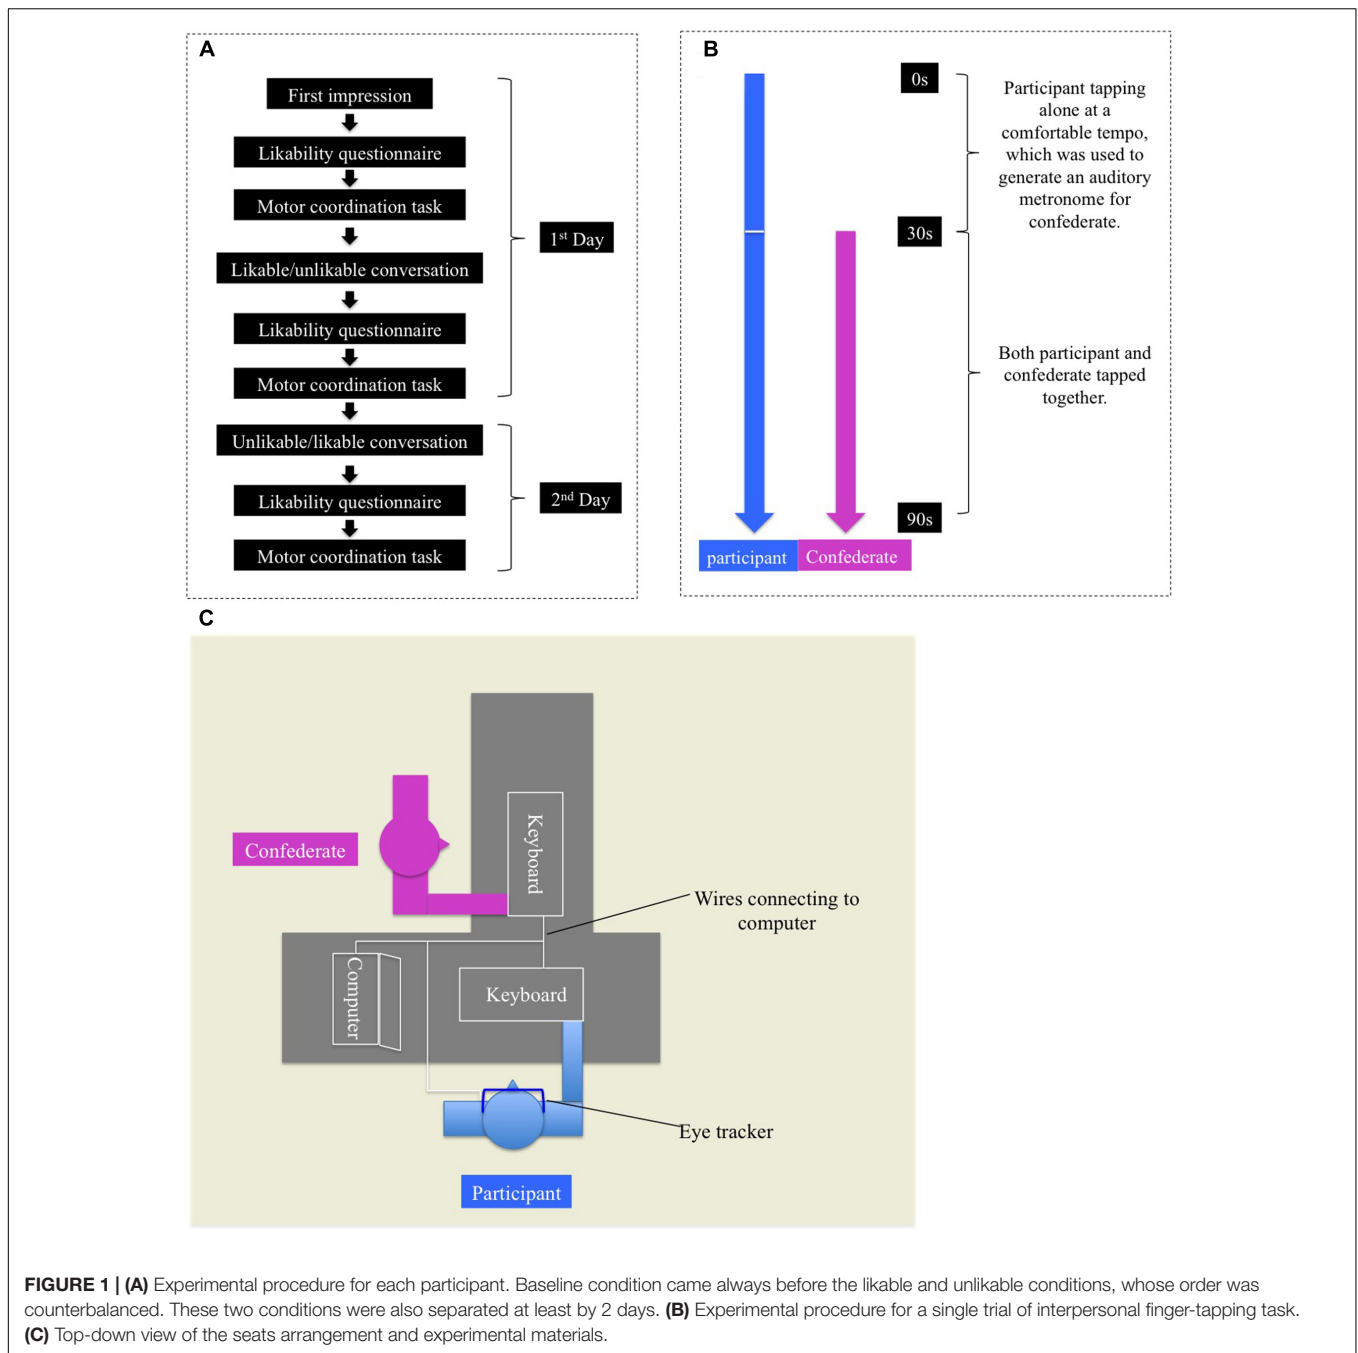 A
First impression
Likability questionnaire
Motor coordination task
Likable/unlikable conversation
Likability questionnaire
Motor coordination task
Unlikable/likable conversation
Likability questionnaire
Motor coordination task
1st Day
2nd Day
B
0s
30s
90s
Participant tapping
alone at a
comfortable tempo,
which was used to
generate an auditory
metronome for
confederate.
Both participant and
confederate tapped
together.
participant
Confederate
C
Confederate
Keyboard
Wires connecting to
computer
Computer
Keyboard
Eye tracker
Participant
FIGURE 1 | (A) Experimental procedure for each participant. Baseline condition came always before the likable and unlikable conditions, whose order was
counterbalanced. These two conditions were also separated at least by 2 days. (B) Experimental procedure for a single trial of interpersonal finger-tapping task.
(C) Top-down view of the seats arrangement and experimental materials.